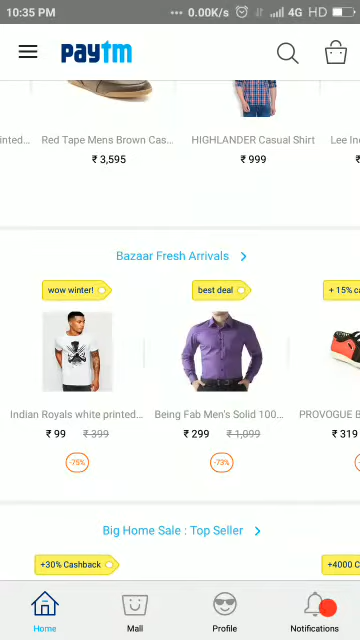 10:35 PM
... 0.00K/s 4G HD
paytm
inted... Red Tape Mens Brown Cas... HIGHLANDER Casual Shirt Lee In
₹ 3,595 ₹ 999 ₹
Bazaar Fresh Arrivals >
wow winter! best deal + 15% ca
Indian Royals white printed... Being Fab Men's Solid 100... PROVOGUE B
₹ 99 ₹ 399 ₹ 299 ₹ 1,099 ₹ 319
-75% -73%
Big Home Sale : Top Seller >
+30% Cashback +4000 C
Home Mall Profile Notifications